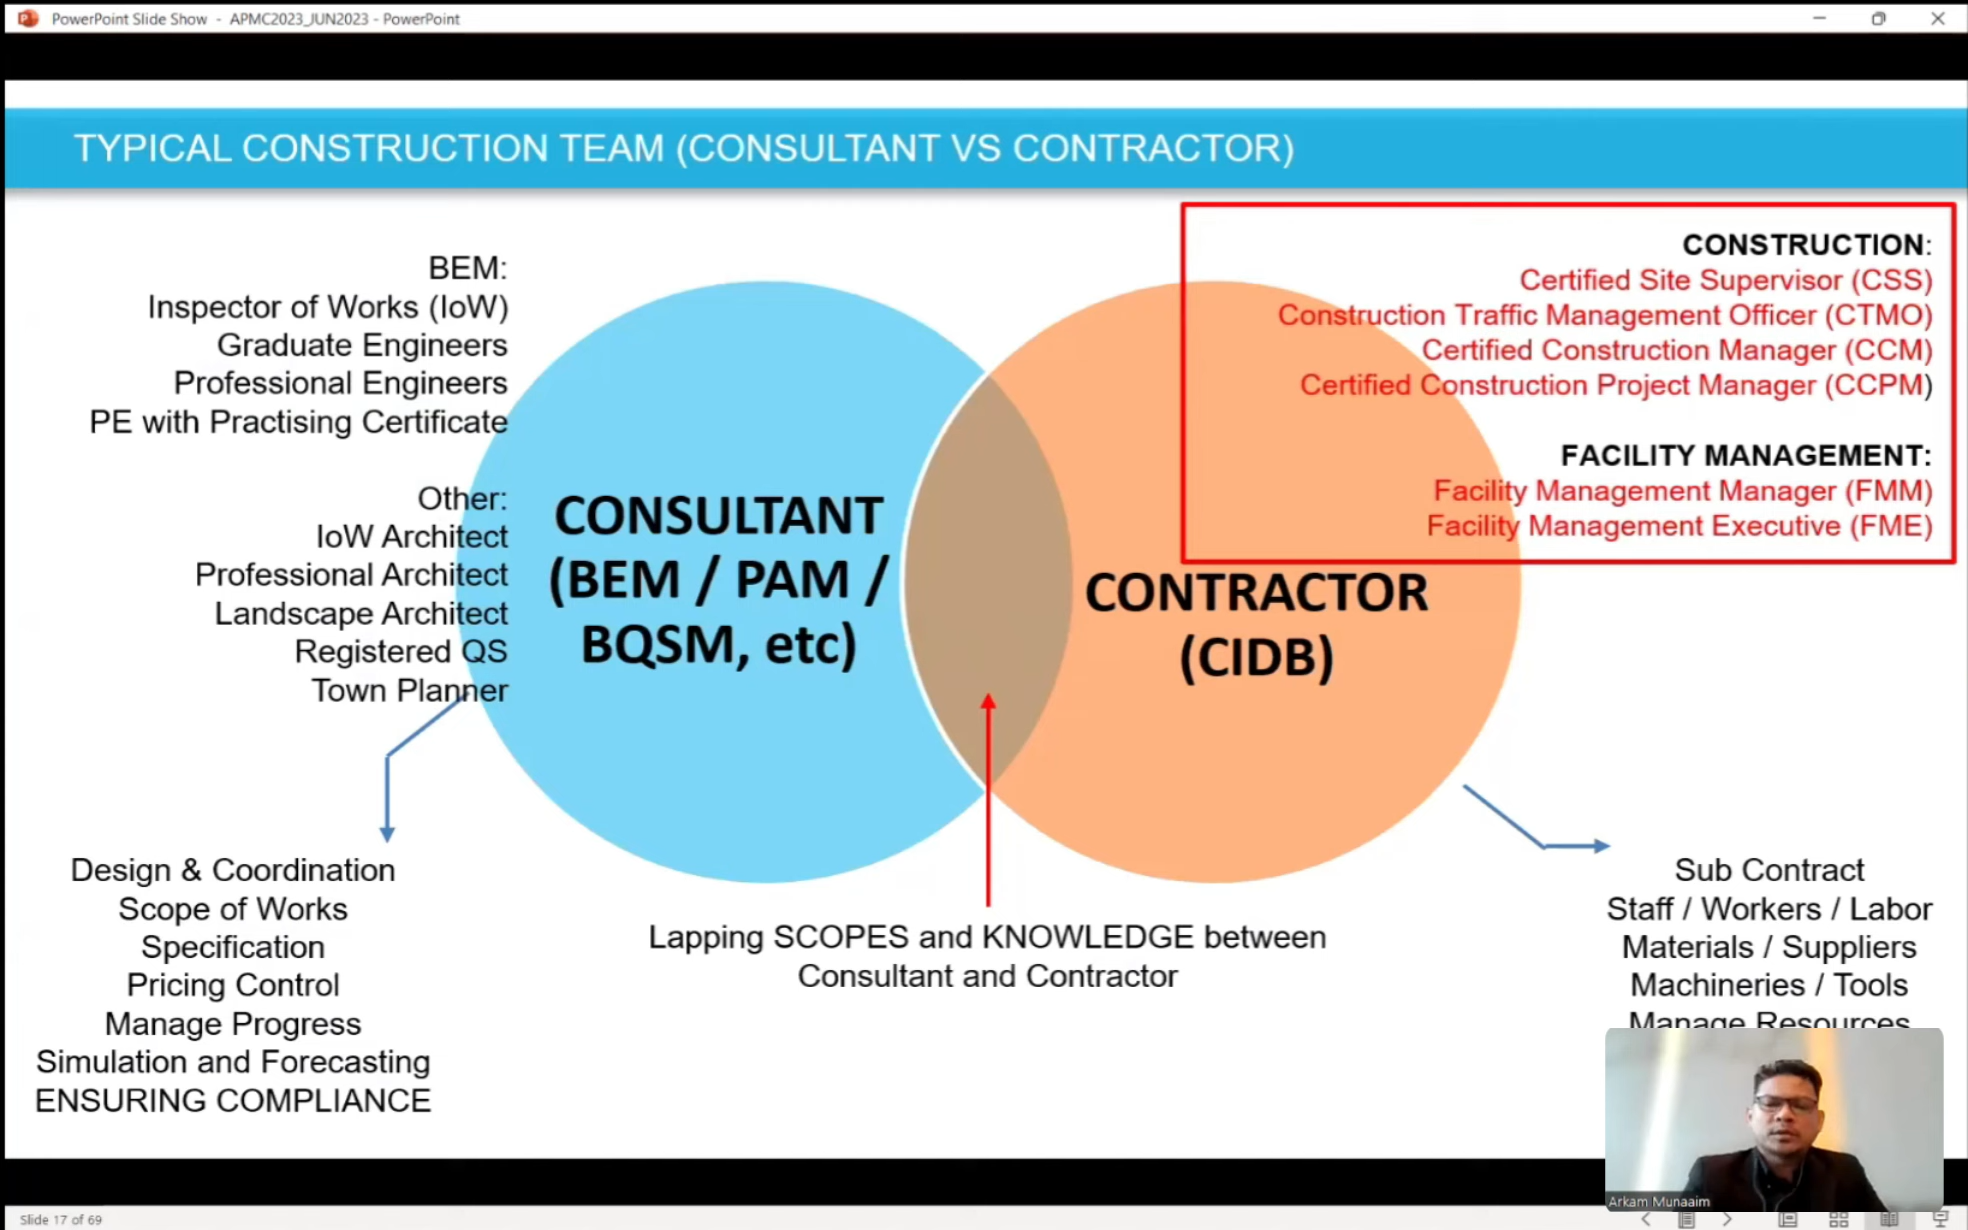 PowerPoint Slide Show - APMC2023_JUN2023 - PowerPoint
TYPICAL CONSTRUCTION TEAM (CONSULTANT VS CONTRACTOR)
BEM:
Inspector of Works (IoW)
Graduate Engineers
Professional Engineers
PE with Practising Certificate
Other:
IoW Architect
Professional Architect
Landscape Architect
Registered QS
Town Planner
CONSULTANT
(BEM / PAM /
BQSM, etc)
CONTRACTOR
(CIDB)
CONSTRUCTION:
Certified Site Supervisor (CSS)
Construction Traffic Management Officer (CTMO)
Certified Construction Manager (CCM)
Certified Construction Project Manager (CCPM)
FACILITY MANAGEMENT:
Facility Management Manager (FMM)
Facility Management Executive (FME)
Design & Coordination
Scope of Works
Specification
Pricing Control
Manage Progress
Simulation and Forecasting
ENSURING COMPLIANCE
Lapping SCOPES and KNOWLEDGE between
Consultant and Contractor
Sub Contract
Staff / Workers / Labor
Materials / Suppliers
Machineries / Tools
Manage Resources
Arkam Munaaim
Slide 17 of 69